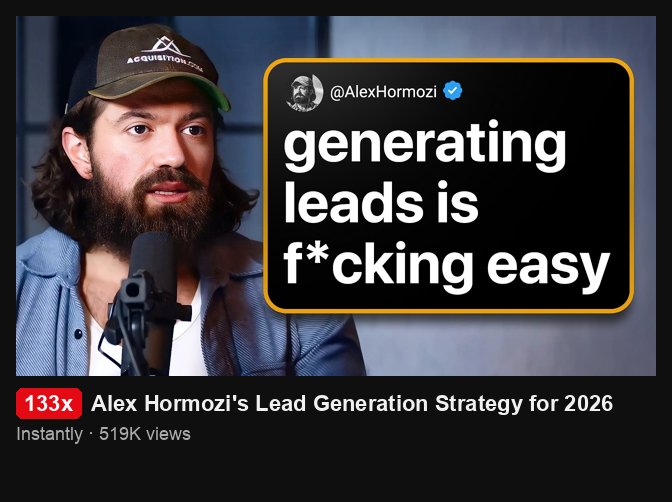 ACQUISITION.COM
@AlexHormozi
generating
leads is
f*cking easy
133x Alex Hormozi's Lead Generation Strategy for 2026
Instantly · 519K views